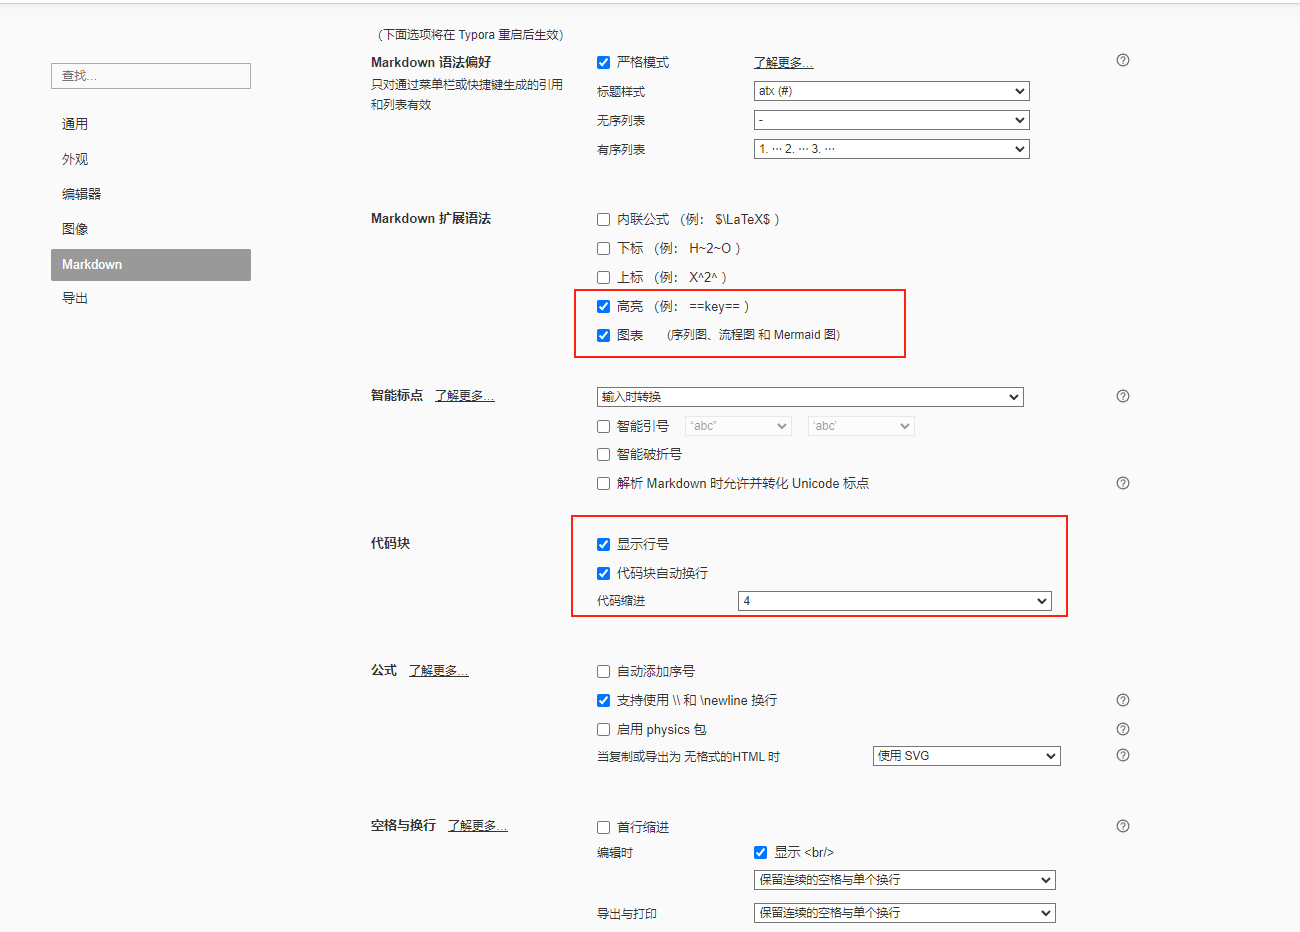 （下面选项将在 Typora 重启后生效）
查找...
通用
外观
编辑器
图像
Markdown
导出
Markdown 语法偏好
只对通过菜单栏或快捷键生成的引用
和列表有效
严格模式 了解更多...
标题样式 atx (#)
无序列表 -
有序列表 1. ··· 2. ··· 3. ···
Markdown 扩展语法
内联公式 （例： $\LaTeX$ ）
下标 （例： H~2~O ）
上标 （例： X^2^ ）
高亮 （例： ==key== ）
图表 （序列图、流程图 和 Mermaid 图)
智能标点 了解更多... 输入时转换
智能引号 “abc” ‘abc’
智能破折号
解析 Markdown 时允许并转化 Unicode 标点
代码块
显示行号
代码块自动换行
代码缩进 4
公式 了解更多... 自动添加序号
支持使用 \\ 和 \newline 换行
启用 physics 包
当复制或导出为 无格式的HTML 时 使用 SVG
空格与换行 了解更多... 首行缩进
编辑时 显示 <br/>
保留连续的空格与单个换行
导出与打印 保留连续的空格与单个换行